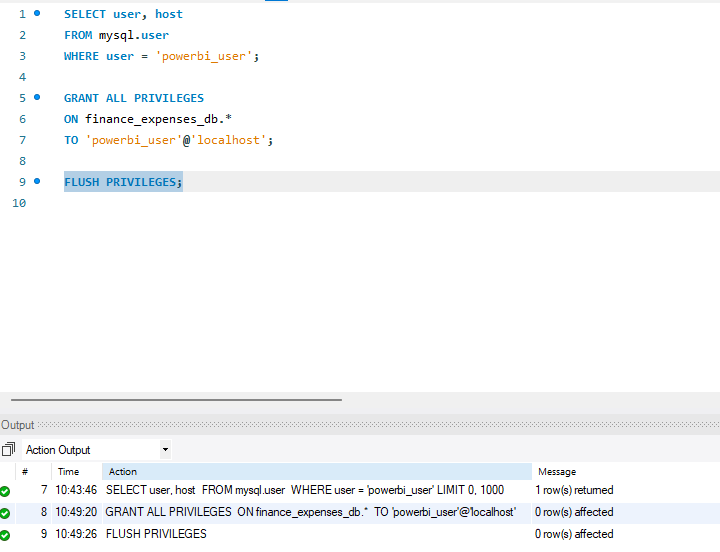 1 SELECT user, host
2 FROM mysql.user
3 WHERE user = 'powerbi_user';
4
5 GRANT ALL PRIVILEGES
6 ON finance_expenses_db.*
7 TO 'powerbi_user'@'localhost';
8
9 FLUSH PRIVILEGES;
10
Output
Action Output
# Time Action Message
7 10:43:46 SELECT user, host FROM mysql.user WHERE user = 'powerbi_user' LIMIT 0, 1000 1 row(s) returned
8 10:49:20 GRANT ALL PRIVILEGES ON finance_expenses_db.* TO 'powerbi_user'@'localhost' 0 row(s) affected
9 10:49:26 FLUSH PRIVILEGES 0 row(s) affected